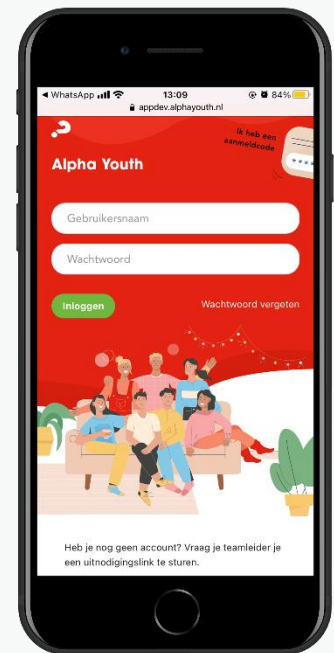 WhatsApp 13:09 84%
appdev.alphayouth.nl
Ik heb een
aanmeldcode
Alpha Youth
Gebruikersnaam
Wachtwoord
Inloggen Wachtwoord vergeten
Heb je nog geen account? Vraag je teamleider je
een uitnodigingslink te sturen.